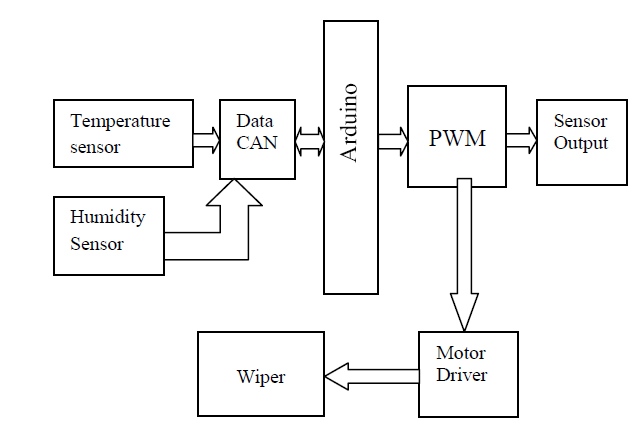 Temperature
sensor
Data
CAN
Arduino
PWM
Sensor
Output
Humidity
Sensor
Motor
Driver
Wiper